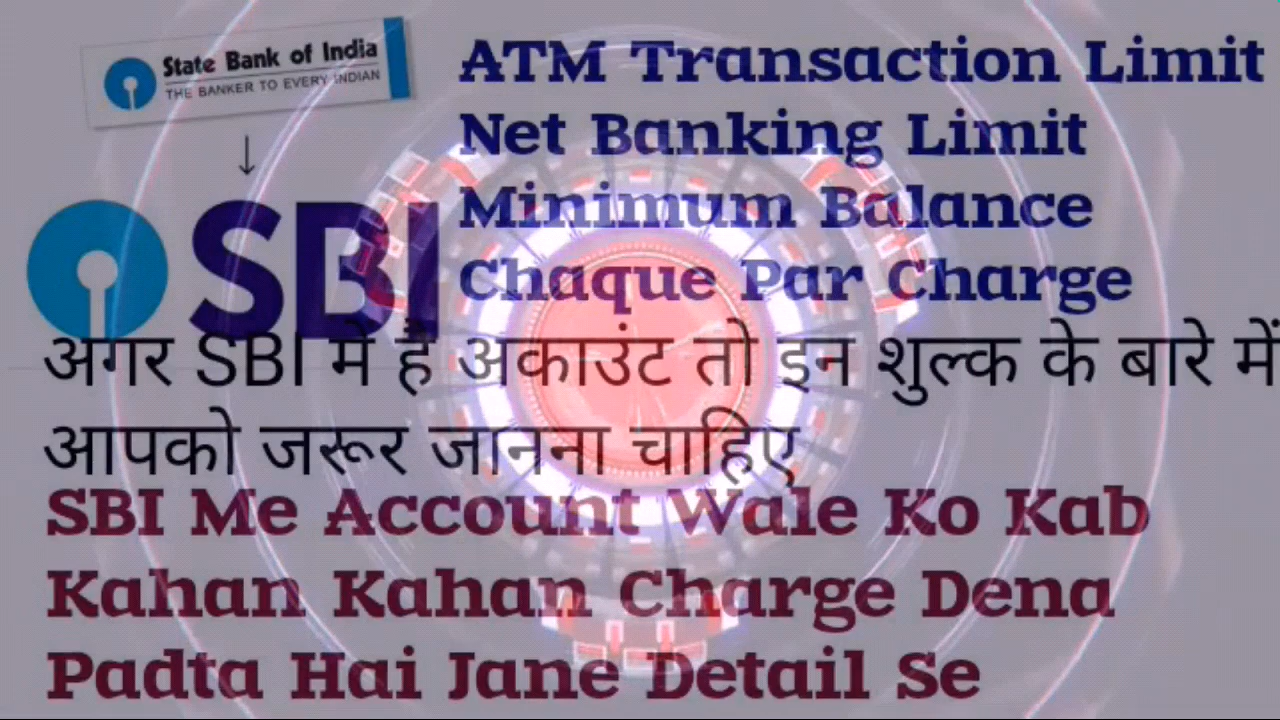 State Bank of India
THE BANKER TO EVERY INDIAN
SBI
ATM Transaction Limit
Net Banking Limit
Minimum Balance
Chaque Par Charge
अगर SBI मे है अकाउंट तो इन शुल्क के बारे में
आपको जरूर जानना चाहिए
SBI Me Account Wale Ko Kab
Kahan Kahan Charge Dena
Padta Hai Jane Detail Se